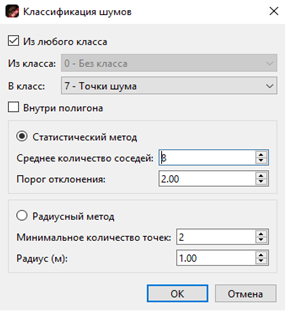 Классификация шумов
Из любого класса
Из класса: 0 - Без класса
В класс: 7 - Точки шума
Внутри полигона
Статистический метод
Среднее количество соседей: 8
Порог отклонения: 2.00
Радиусный метод
Минимальное количество точек: 2
Радиус (м): 1.00
ОК Отмена